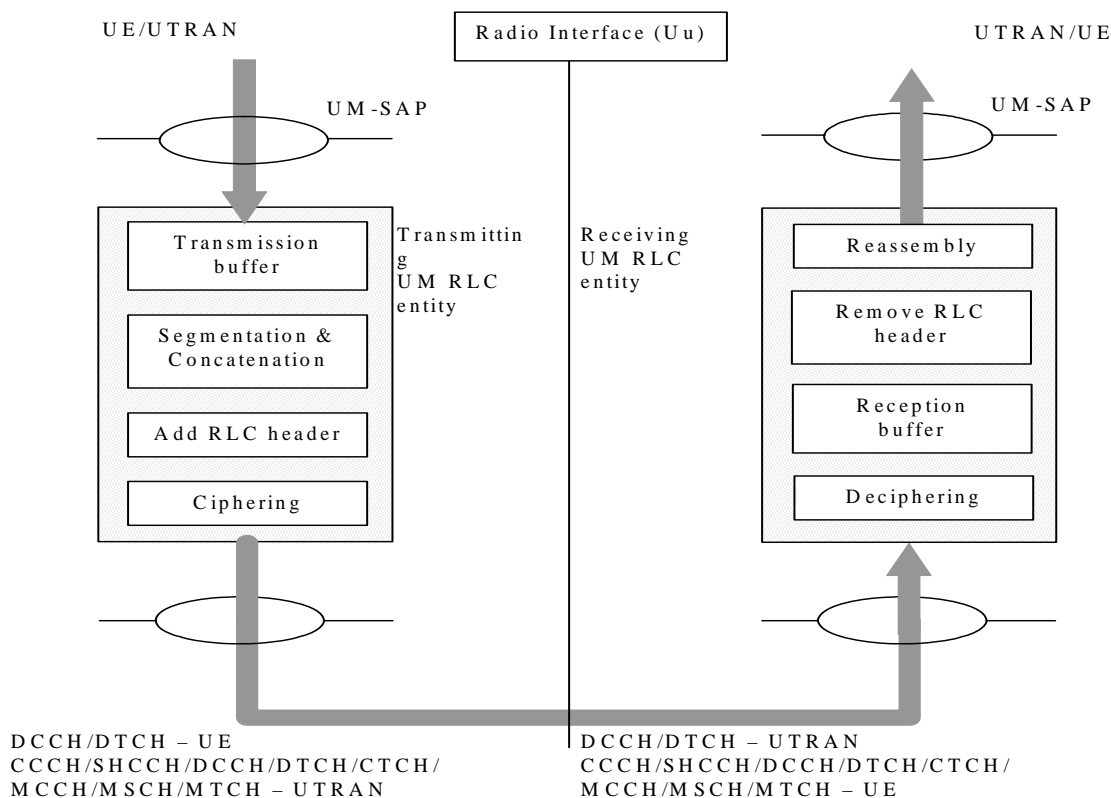 UE/UTRAN
Radio Interface (Uu)
UTRAN/UE
UM-SAP
UM-SAP
Transmission
buffer
Segmentation &
Concatenation
Add RLC header
Ciphering
Transmittin
g
UM RLC
entity
Receiving
UM RLC
entity
Reassembly
Remove RLC
header
Reception
buffer
Deciphering
DCCH/DTCH – UE
CCCH/SHCCH/DCCH/DTCH/CTCH/
MCCH/MSCH/MTCH – UTRAN
DCCH/DTCH – UTRAN
CCCH/SHCCH/DCCH/DTCH/CTCH/
MCCH/MSCH/MTCH – UE